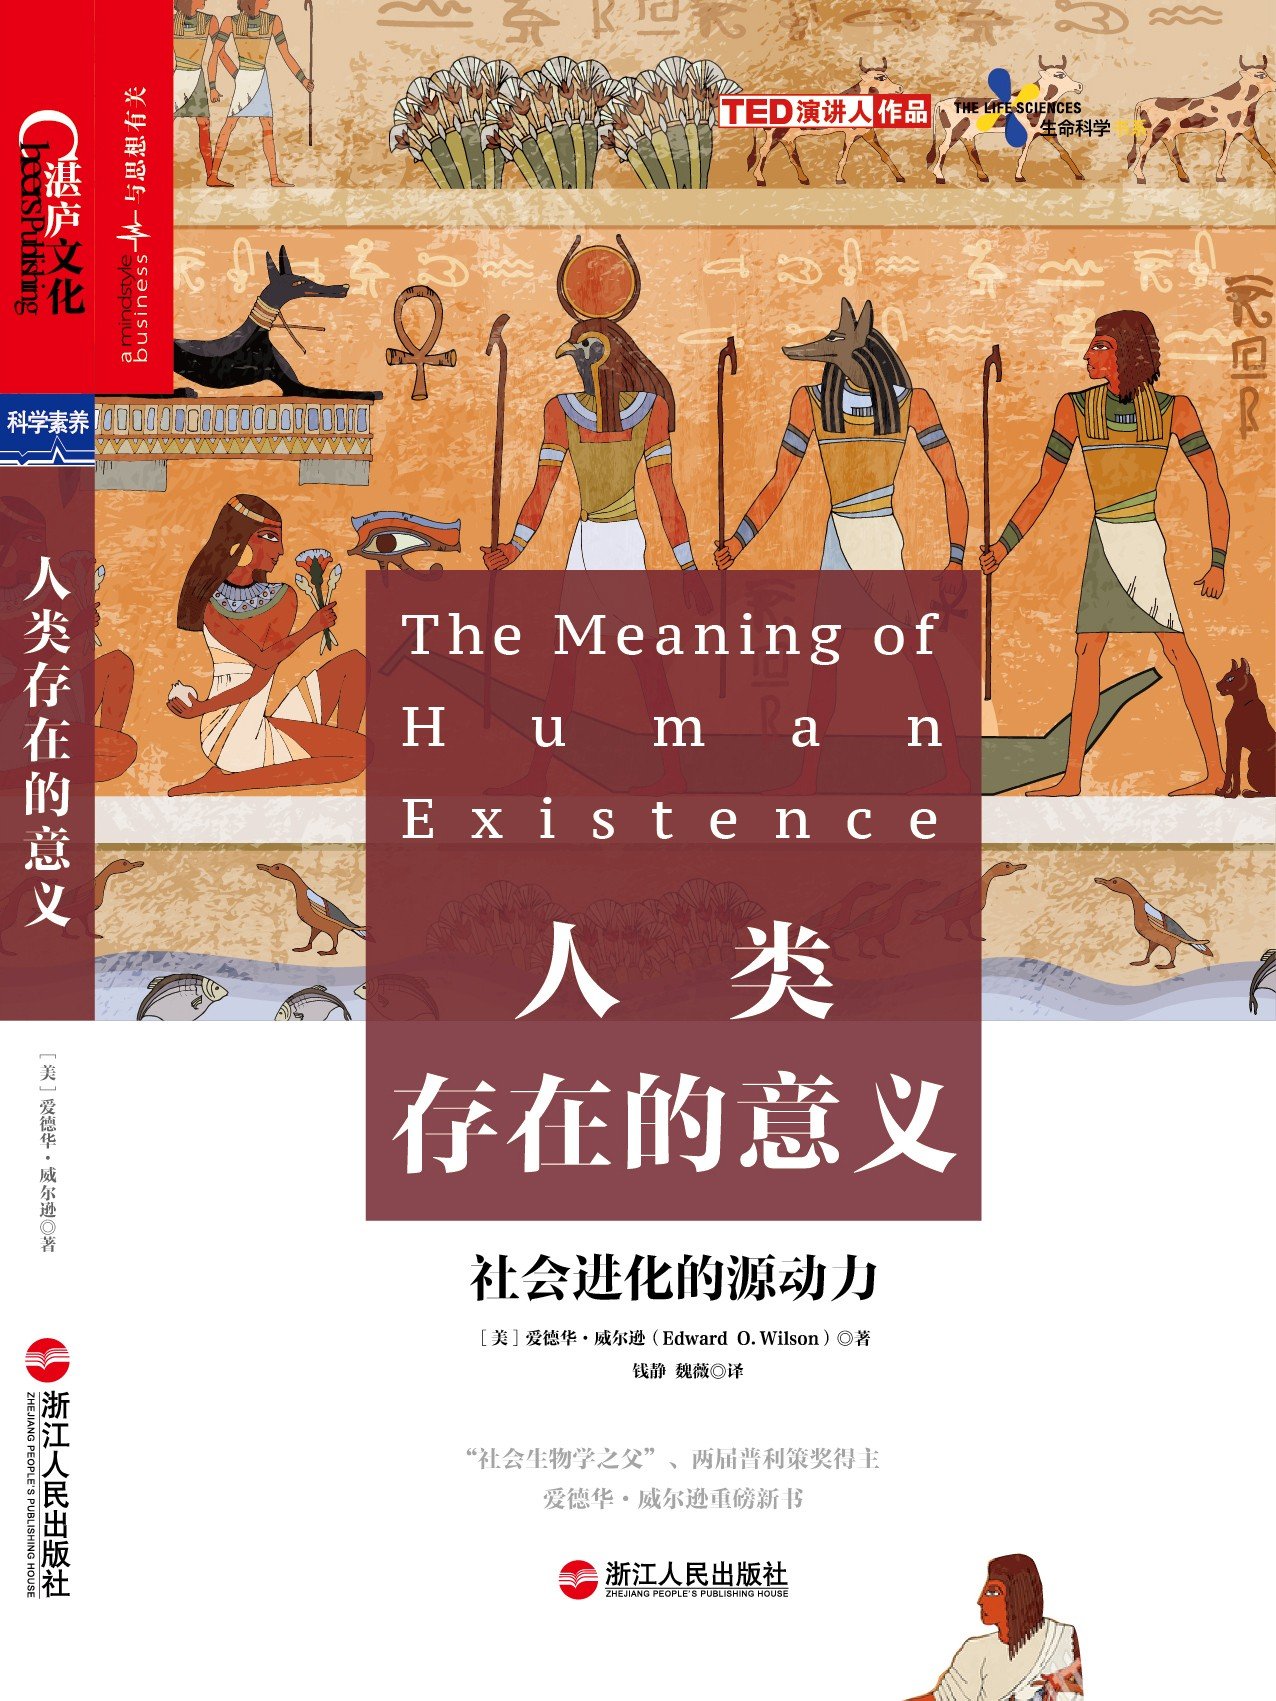 湛庐文化
Cheers Publishing
与思想有关
a mindstyle business
科学素养
人类存在的意义
[美]爱德华·威尔逊◎著
浙江人民出版社
ZHEJIANG PEOPLE'S PUBLISHING HOUSE
TED演讲人作品
THE LIFE SCIENCES
生命科学书系
The Meaning of
Human
Existence
人类
存在的意义
社会进化的源动力
[美]爱德华·威尔逊(Edward O.Wilson)◎著
钱静 魏薇◎译
“社会生物学之父”、两届普利策奖得主
爱德华·威尔逊重磅新书
浙江人民出版社
ZHEJIANG PEOPLE'S PUBLISHING HOUSE